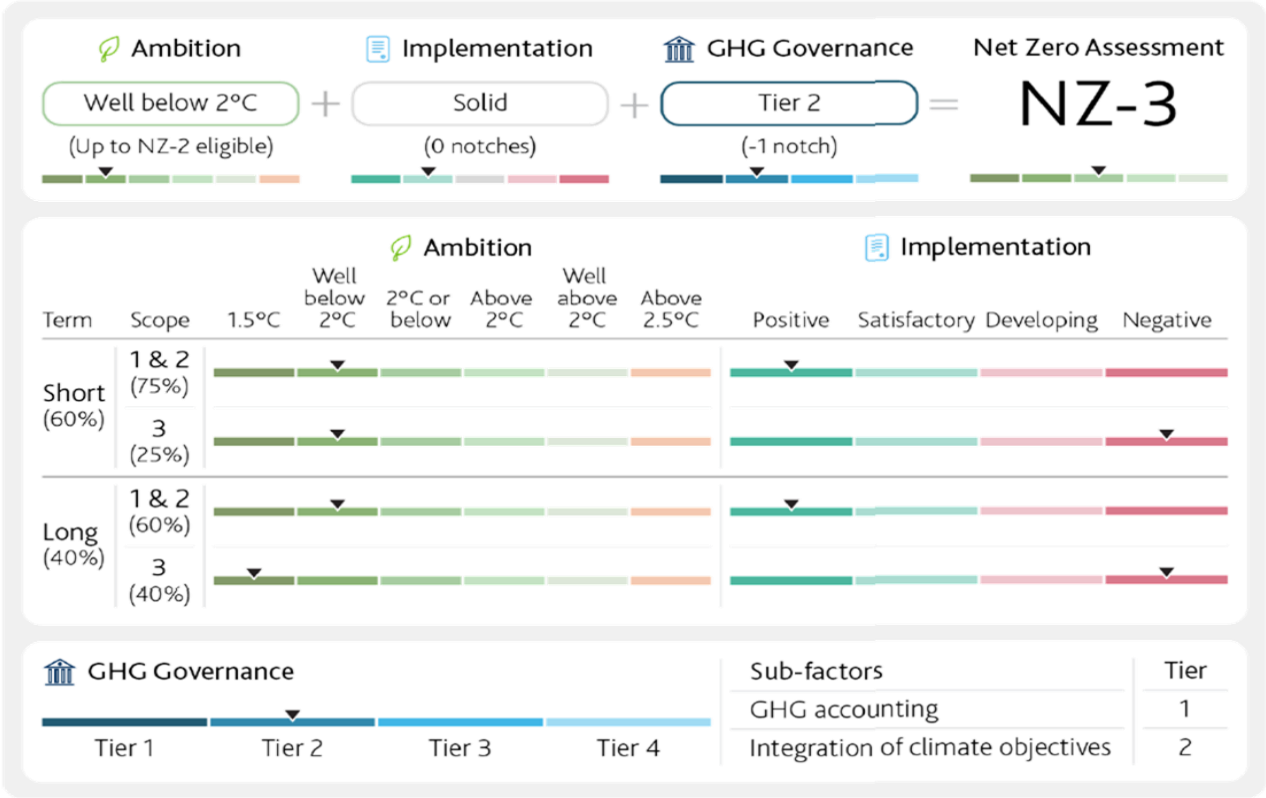 Ambition
Implementation
GHG Governance
Net Zero Assessment
Well below 2°C + Solid + Tier 2 = NZ-3
(Up to NZ-2 eligible)
(0 notches)
(-1 notch)
Ambition
Implementation
Term
Scope
1.5°C
Well
below
2°C
2°C or
below
Above
2°C
Well
above
2°C
Above
2.5°C
Positive
Satisfactory
Developing
Negative
Short
(60%)
1 & 2
(75%)
3
(25%)
Long
(40%)
1 & 2
(60%)
3
(40%)
GHG Governance
Tier 1
Tier 2
Tier 3
Tier 4
Sub-factors Tier
GHG accounting 1
Integration of climate objectives 2